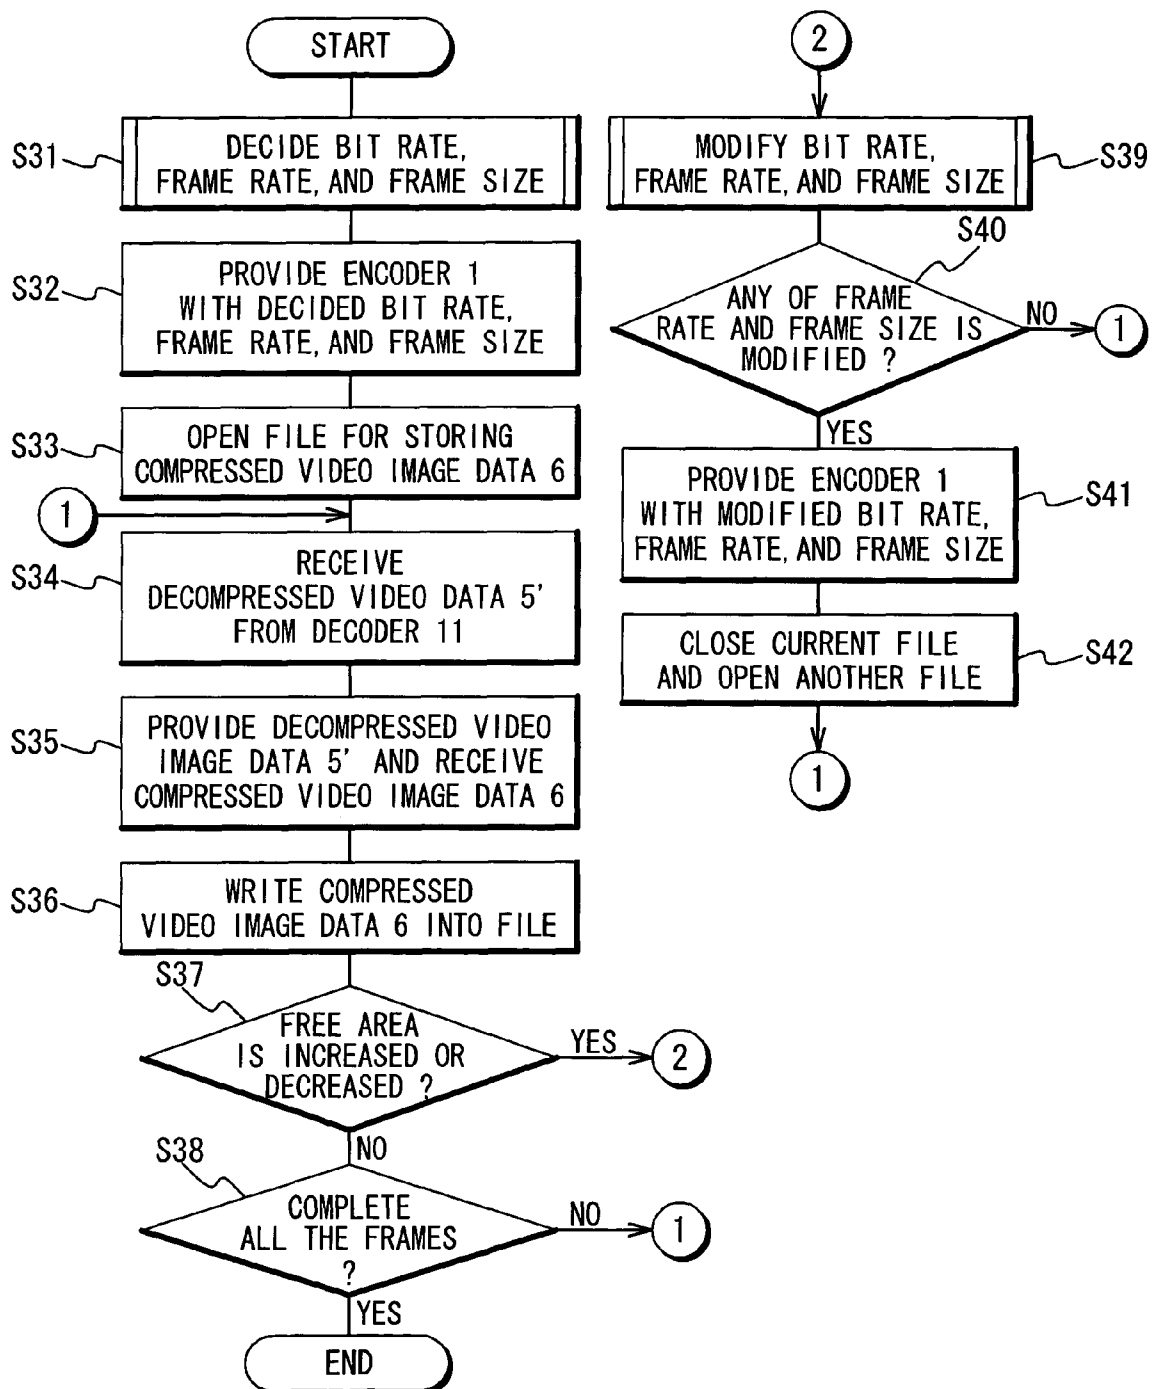 START
S31
DECIDE BIT RATE,
FRAME RATE, AND FRAME SIZE
S32
PROVIDE ENCODER 1
WITH DECIDED BIT RATE,
FRAME RATE, AND FRAME SIZE
S33
OPEN FILE FOR STORING
COMPRESSED VIDEO IMAGE DATA 6
1
S34
RECEIVE
DECOMPRESSED VIDEO DATA 5'
FROM DECODER 11
S35
PROVIDE DECOMPRESSED VIDEO
IMAGE DATA 5' AND RECEIVE
COMPRESSED VIDEO IMAGE DATA 6
S36
WRITE COMPRESSED
VIDEO IMAGE DATA 6 INTO FILE
S37
FREE AREA
IS INCREASED OR
DECREASED ?
YES
2
NO
S38
COMPLETE
ALL THE FRAMES
?
NO
1
YES
END
2
MODIFY BIT RATE,
FRAME RATE, AND FRAME SIZE
S39
S40
ANY OF FRAME
RATE AND FRAME SIZE IS
MODIFIED ?
NO
1
YES
PROVIDE ENCODER 1
WITH MODIFIED BIT RATE,
FRAME RATE, AND FRAME SIZE
S41
CLOSE CURRENT FILE
AND OPEN ANOTHER FILE
S42
1